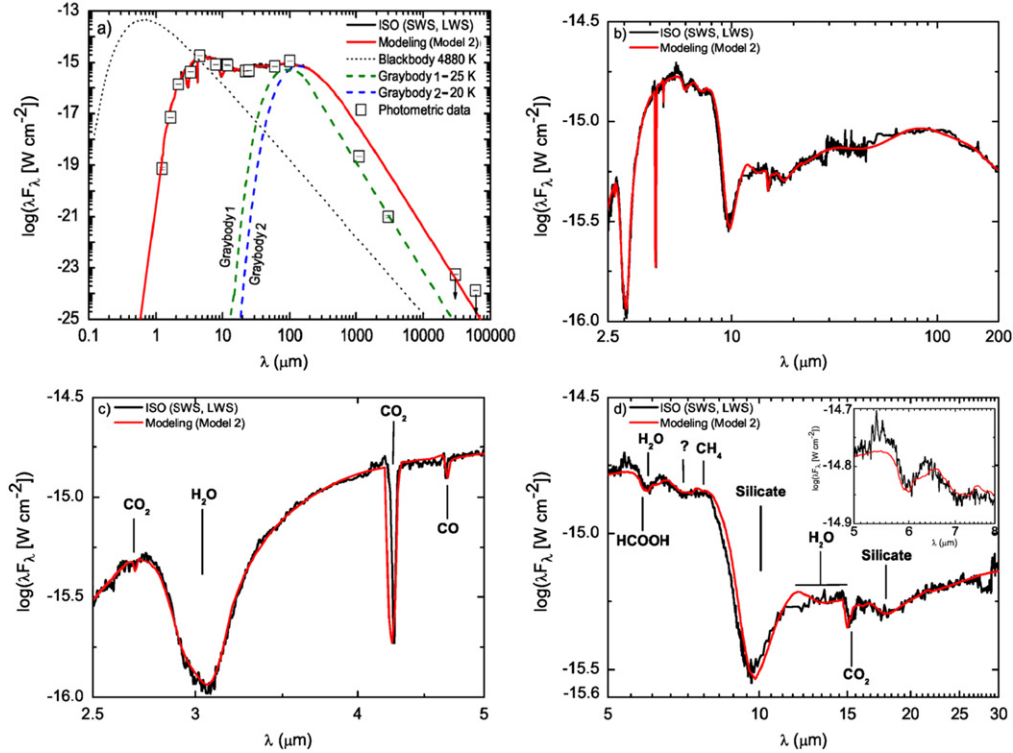 a)
ISO (SWS, LWS)
Modeling (Model 2)
Blackbody 4880 K
Graybody 1-25 K
Graybody 2-20 K
Photometric data
Graybody 1
Graybody 2
log(λFλ [W cm⁻²])
-15
-17
-19
-21
-23
-25
0.1 1 10 100 1000 10000 100000
λ (μm)
b)
ISO (SWS, LWS)
Modeling (Model 2)
log(λFλ [W cm⁻²])
-14.5
-15.0
-15.5
-16.0
2.5 10 100 200
λ (μm)
c)
ISO (SWS, LWS)
Modeling (Model 2)
CO₂
H₂O
CO₂
CO
log(λFλ [W cm⁻²])
-14.5
-15.0
-15.5
-16.0
2.5 3 4 5
λ (μm)
d)
ISO (SWS, LWS)
Modeling (Model 2)
H₂O
?
CH₄
HCOOH
Silicate
H₂O
Silicate
CO₂
log(λFλ [W cm⁻²])
-14.5
-15.0
-15.5
-15.6
5 10 15 20 25 30
λ (μm)
log(λFλ [W cm⁻²])
-14.7
-14.8
-14.9
5 6 7 8
λ (μm)